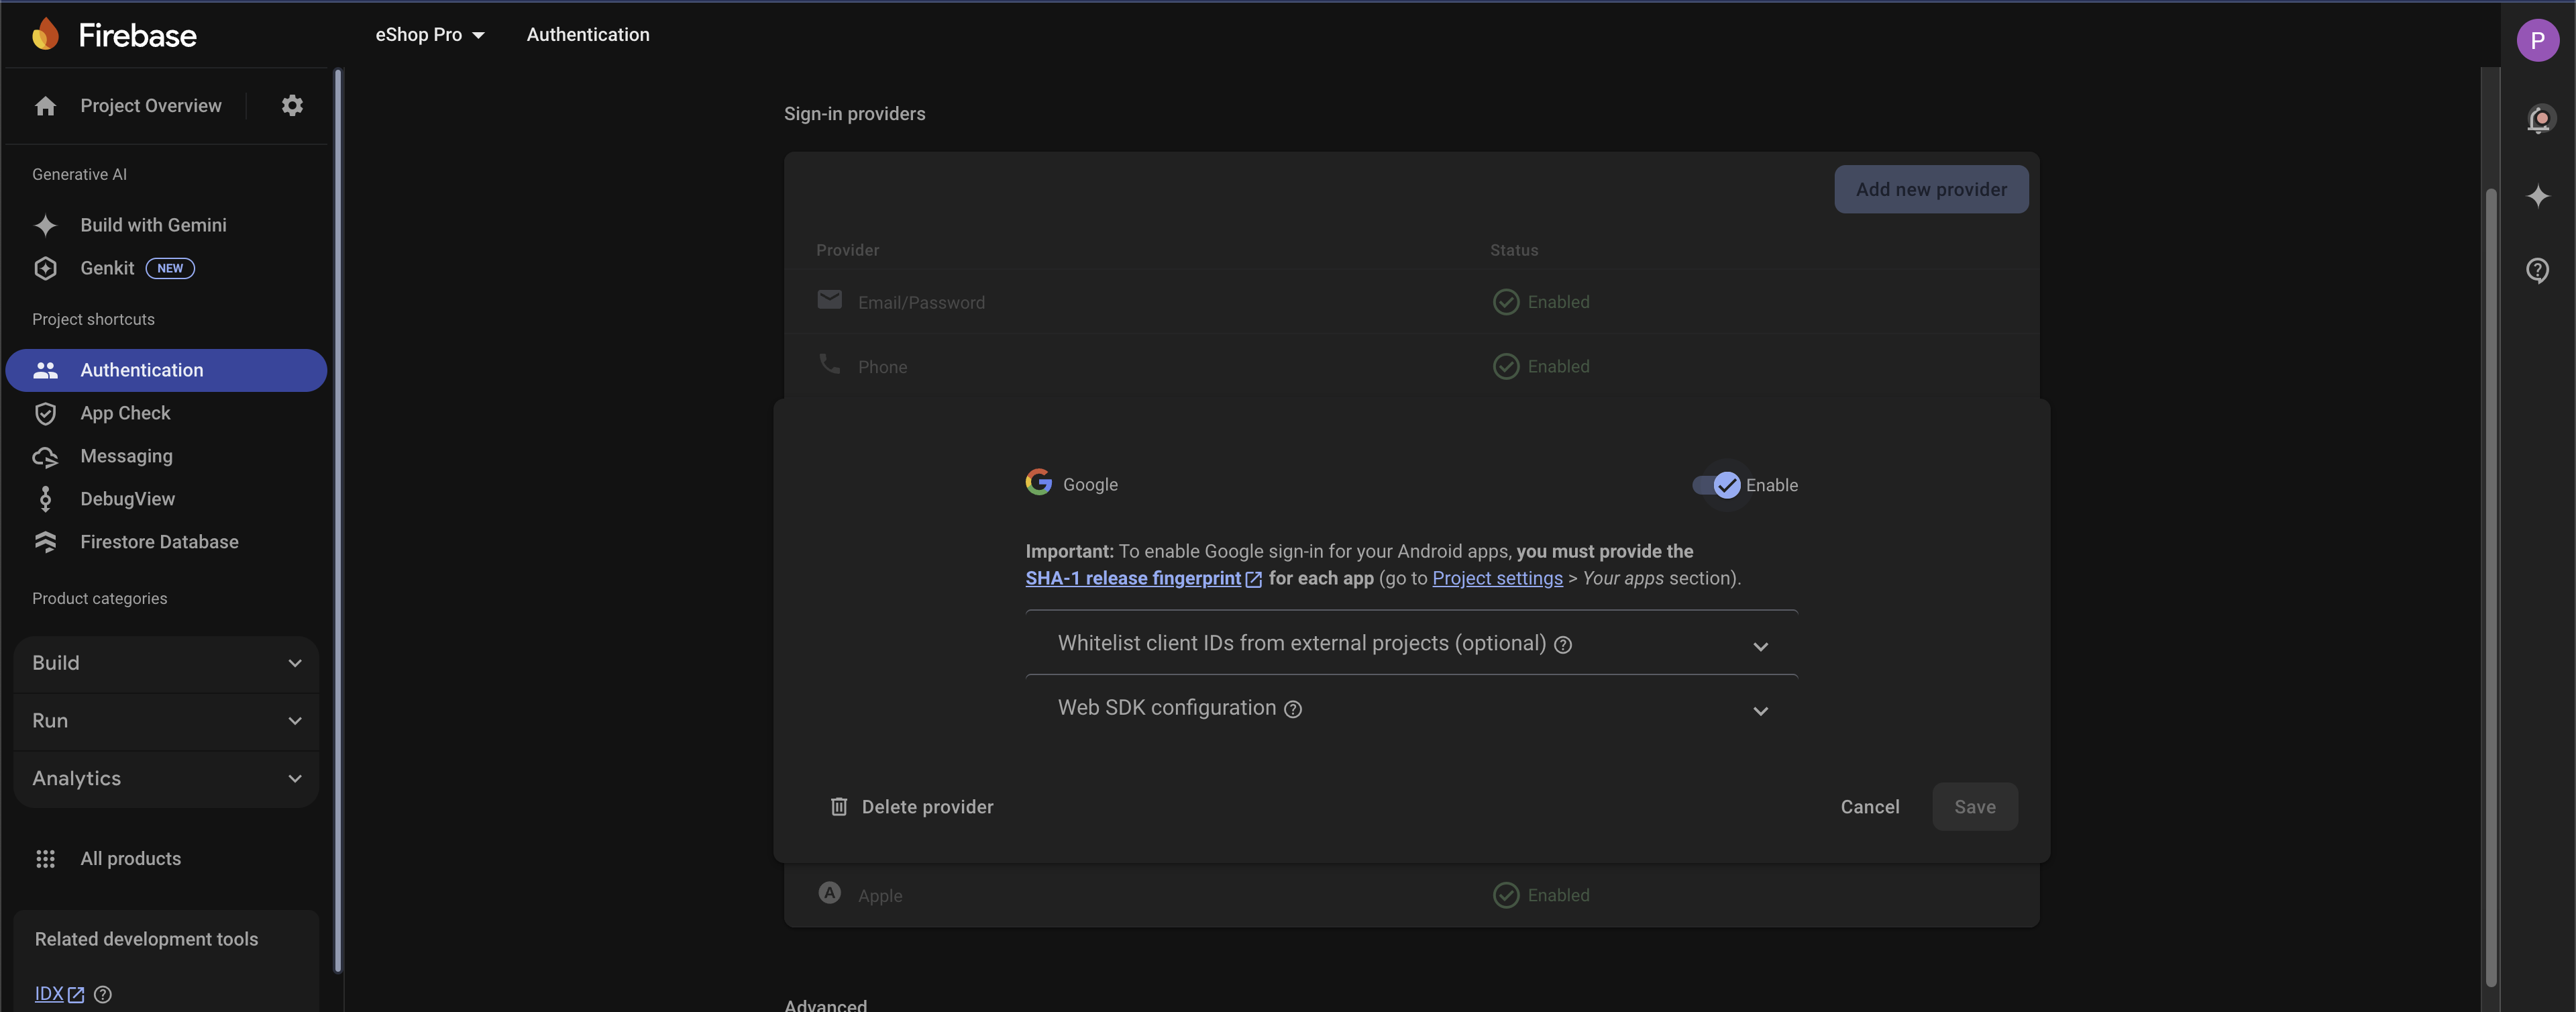 Firebase
eShop Pro
Authentication
P
Project Overview
Generative AI
Build with Gemini
Genkit NEW
Project shortcuts
Authentication
App Check
Messaging
DebugView
Firestore Database
Product categories
Build
Run
Analytics
All products
Related development tools
IDX
Sign-in providers
Add new provider
Provider Status
Email/Password Enabled
Phone Enabled
Google Enable
Important: To enable Google sign-in for your Android apps, you must provide the
SHA-1 release fingerprint for each app (go to Project settings > Your apps section).
Whitelist client IDs from external projects (optional)
Web SDK configuration
Delete provider
Cancel Save
Apple Enabled
Advanced